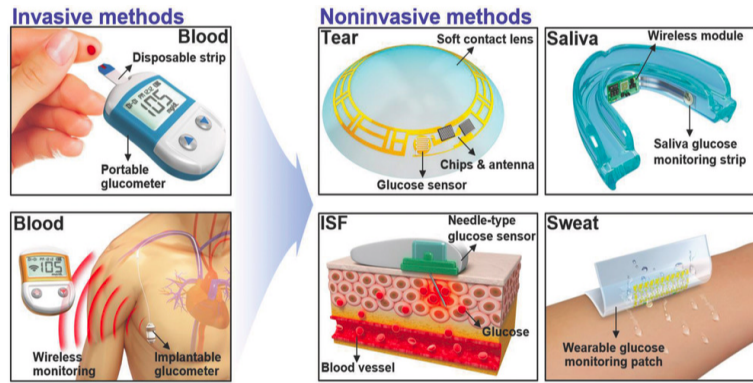 Invasive methods
Blood
Disposable strip
105
Portable
glucometer
Blood
105
Wireless
monitoring
Implantable
glucometer
Noninvasive methods
Tear
Soft contact lens
Chips & antenna
Glucose sensor
Saliva
Wireless module
Saliva glucose
monitoring strip
ISF
Needle-type
glucose sensor
Glucose
Blood vessel
Sweat
Wearable glucose
monitoring patch